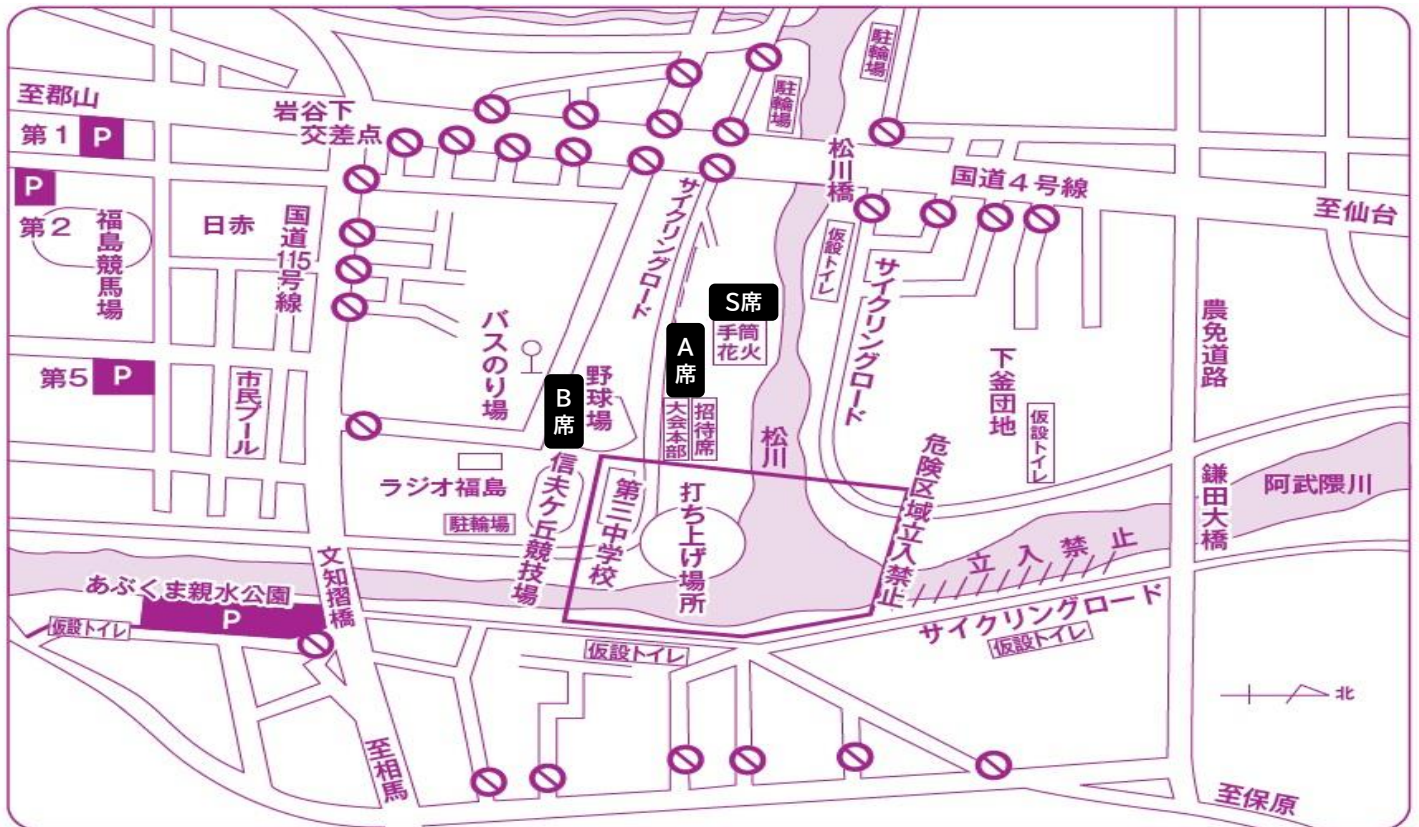 至郡山
第1 P
P
第2
福島競馬場
日赤
岩谷下
交差点
国道115号線
第5 P
市民プール
バスのり場
ラジオ福島
駐輪場
B席
野球場
信夫ケ丘競技場
第三中学校
サイクリングロード
A席
大会本部
招待席
S席
手筒
花火
打ち上げ場所
駐輪場
駐輪場
松川橋
松川
仮設トイレ
サイクリングロード
国道4号線
至仙台
下釜団地
仮設トイレ
農免道路
鎌田大橋
阿武隈川
危険区域立入禁止
立入禁止
サイクリングロード
仮設トイレ
仮設トイレ
文知摺橋
あぶくま親水公園
P
仮設トイレ
至相馬
至保原
北